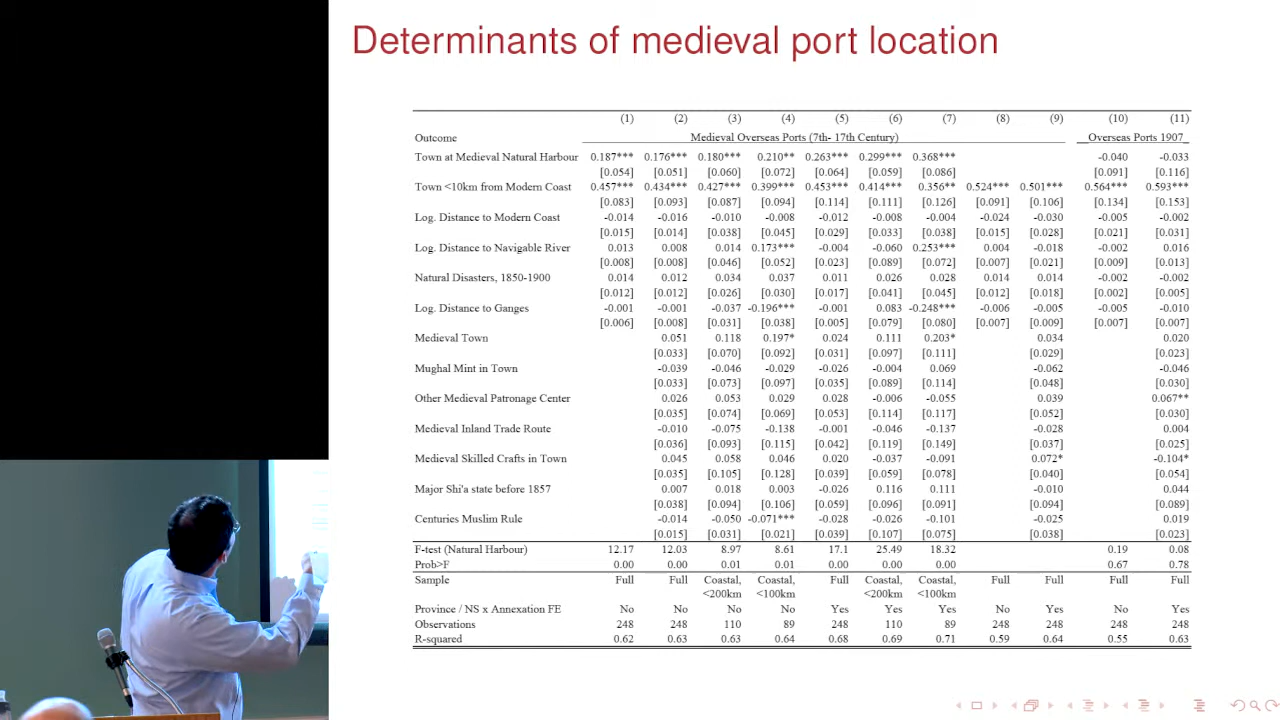 Determinants of medieval port location
(1) (2) (3) (4) (5) (6) (7) (8) (9) (10) (11)
Outcome Medieval Overseas Ports (7th- 17th Century) Overseas Ports 1907
Town at Medieval Natural Harbour 0.187*** 0.176*** 0.180*** 0.210** 0.263*** 0.299*** 0.368*** -0.040 -0.033
[0.054] [0.051] [0.060] [0.072] [0.064] [0.059] [0.086] [0.091] [0.116]
Town <10km from Modern Coast 0.457*** 0.434*** 0.427*** 0.399*** 0.453*** 0.414*** 0.356** 0.524*** 0.501*** 0.564*** 0.593***
[0.083] [0.093] [0.087] [0.094] [0.114] [0.111] [0.126] [0.091] [0.106] [0.134] [0.153]
Log. Distance to Modern Coast -0.014 -0.016 -0.010 -0.008 -0.012 -0.008 -0.004 -0.024 -0.030 -0.005 -0.002
[0.015] [0.014] [0.038] [0.045] [0.029] [0.033] [0.038] [0.015] [0.028] [0.021] [0.031]
Log. Distance to Navigable River 0.013 0.008 0.014 0.173*** -0.004 -0.060 0.253*** 0.004 -0.018 -0.002 0.016
[0.008] [0.008] [0.046] [0.052] [0.023] [0.089] [0.072] [0.007] [0.021] [0.009] [0.013]
Natural Disasters, 1850-1900 0.014 0.012 0.034 0.037 0.011 0.026 0.028 0.014 0.014 -0.002 -0.002
[0.012] [0.012] [0.026] [0.030] [0.017] [0.041] [0.045] [0.012] [0.018] [0.002] [0.005]
Log. Distance to Ganges -0.001 -0.001 -0.037 -0.196*** -0.001 0.083 -0.248*** -0.006 -0.005 -0.005 -0.010
[0.006] [0.008] [0.031] [0.038] [0.005] [0.079] [0.080] [0.007] [0.009] [0.007] [0.007]
Medieval Town 0.051 0.118 0.197* 0.024 0.111 0.203* 0.034 0.020
[0.033] [0.070] [0.092] [0.031] [0.097] [0.111] [0.029] [0.023]
Mughal Mint in Town -0.039 -0.046 -0.029 -0.026 -0.004 0.069 -0.062 -0.046
[0.033] [0.073] [0.097] [0.035] [0.089] [0.114] [0.048] [0.030]
Other Medieval Patronage Center 0.026 0.053 0.029 0.028 -0.006 -0.055 0.039 0.067**
[0.035] [0.074] [0.069] [0.053] [0.114] [0.117] [0.052] [0.030]
Medieval Inland Trade Route -0.010 -0.075 -0.138 -0.001 -0.046 -0.137 -0.028 0.004
[0.036] [0.093] [0.115] [0.042] [0.119] [0.149] [0.037] [0.025]
Medieval Skilled Crafts in Town 0.045 0.058 0.046 0.020 -0.037 -0.091 0.072* -0.104*
[0.035] [0.105] [0.128] [0.039] [0.059] [0.078] [0.040] [0.054]
Major Shi'a state before 1857 0.007 0.018 0.003 -0.026 0.116 0.111 -0.010 0.044
[0.038] [0.094] [0.106] [0.059] [0.096] [0.091] [0.094] [0.089]
Centuries Muslim Rule -0.014 -0.050 -0.071*** -0.028 -0.026 -0.101 -0.025 0.019
[0.015] [0.031] [0.021] [0.039] [0.107] [0.075] [0.038] [0.023]
F-test (Natural Harbour) 12.17 12.03 8.97 8.61 17.1 25.49 18.32 0.19 0.08
Prob>F 0.00 0.00 0.01 0.01 0.00 0.00 0.00 0.67 0.78
Sample Full Full Coastal, Coastal, Full Coastal, Coastal, Full Full Full Full
<200km <100km <200km <100km
Province / NS x Annexation FE No No No No Yes Yes Yes No Yes No Yes
Observations 248 248 110 89 248 110 89 248 248 248 248
R-squared 0.62 0.63 0.63 0.64 0.68 0.69 0.71 0.59 0.64 0.55 0.63